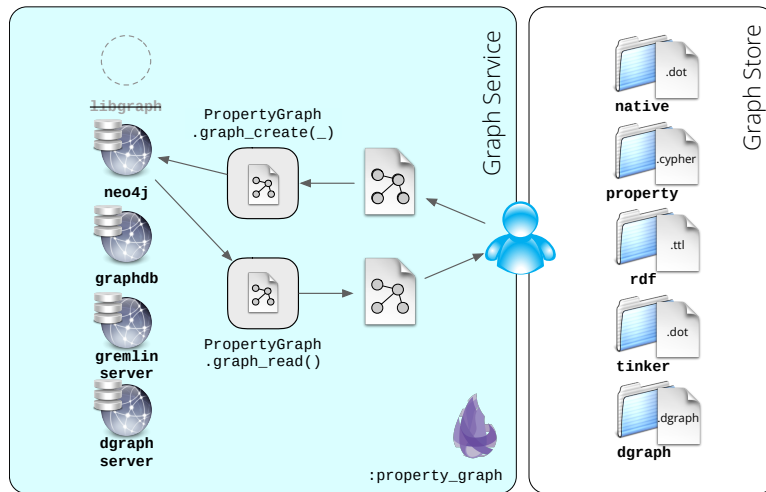 Graph Service
libgraph
PropertyGraph
.graph_create(_)
neo4j
graphdb
PropertyGraph
.graph_read()
gremlin
server
dgraph
server
:property_graph
Graph Store
.dot
native
.cypher
property
.ttl
rdf
.dot
tinker
.dgraph
dgraph